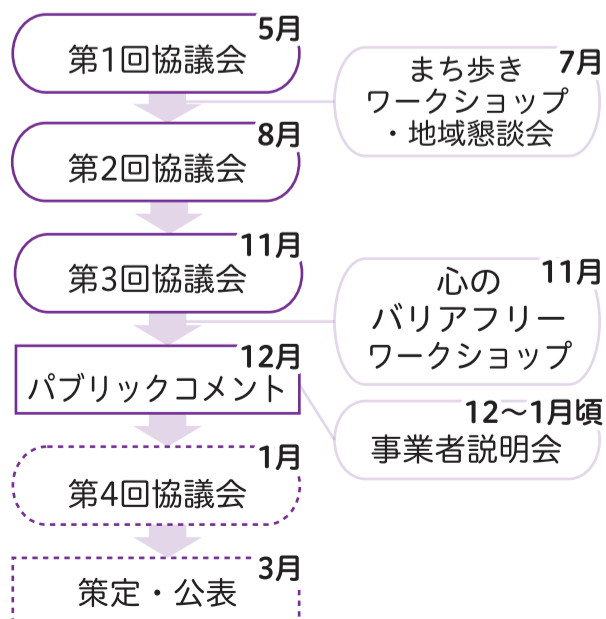 5月
第1回協議会
7月
まち歩き
ワークショップ
・地域懇談会
8月
第2回協議会
11月
第3回協議会
11月
心の
バリアフリー
ワークショップ
12月
パブリックコメント
12〜1月頃
事業者説明会
1月
第4回協議会
3月
策定・公表